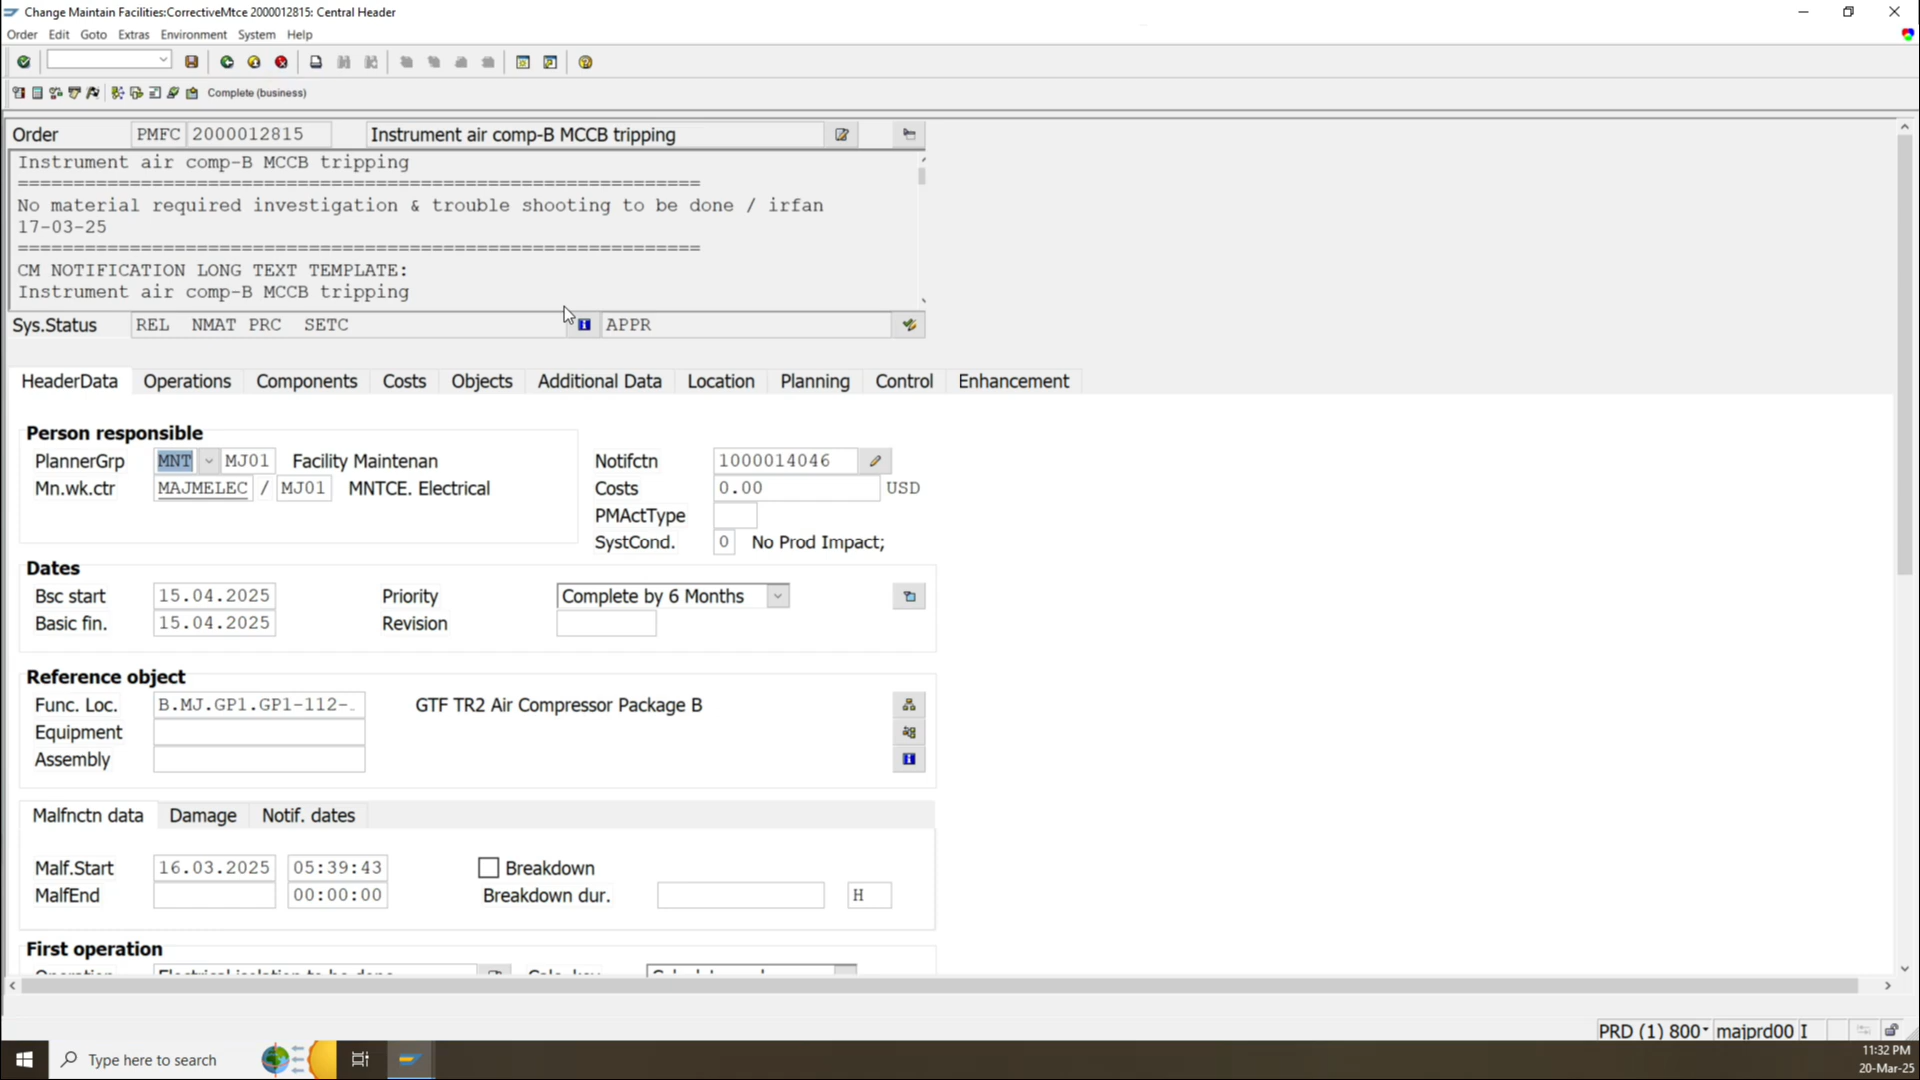 Change Maintain Facilities:CorrectiveMtce 2000012815: Central Header
Order Edit Goto Extras Environment System Help
Complete (business)
Order PMFC 2000012815 Instrument air comp-B MCCB tripping
Instrument air comp-B MCCB tripping
=============================================================
No material required investigation & trouble shooting to be done / irfan
17-03-25
=============================================================
CM NOTIFICATION LONG TEXT TEMPLATE:
Instrument air comp-B MCCB tripping
Sys.Status REL NMAT PRC SETC APPR
HeaderData Operations Components Costs Objects Additional Data Location Planning Control Enhancement
Person responsible
PlannerGrp MNT MJ01 Facility Maintenan Notifctn 1000014046
Mn.wk.ctr MAJMELEC / MJ01 MNTCE. Electrical Costs 0.00 USD
PMActType
SystCond. 0 No Prod Impact;
Dates
Bsc start 15.04.2025 Priority Complete by 6 Months
Basic fin. 15.04.2025 Revision
Reference object
Func. Loc. B.MJ.GP1.GP1-112-. GTF TR2 Air Compressor Package B
Equipment
Assembly
Malfnctn data Damage Notif. dates
Malf.Start 16.03.2025 05:39:43 Breakdown
MalfEnd 00:00:00 Breakdown dur. H
First operation
Operation Electrical isolation to be done
PRD (1) 800 majprd00 I
Type here to search
11:32 PM
20-Mar-25